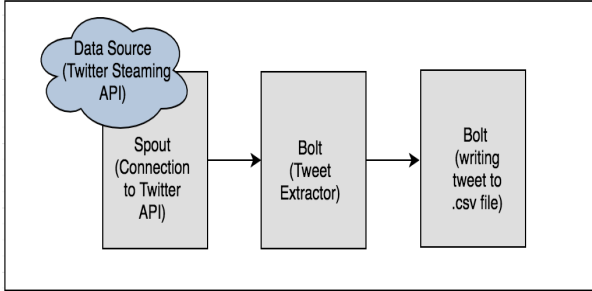 Data Source
(Twitter Steaming
API)
Spout
(Connection
to Twitter
API)
Bolt
(Tweet
Extractor)
Bolt
(writing
tweet to
.csv file)